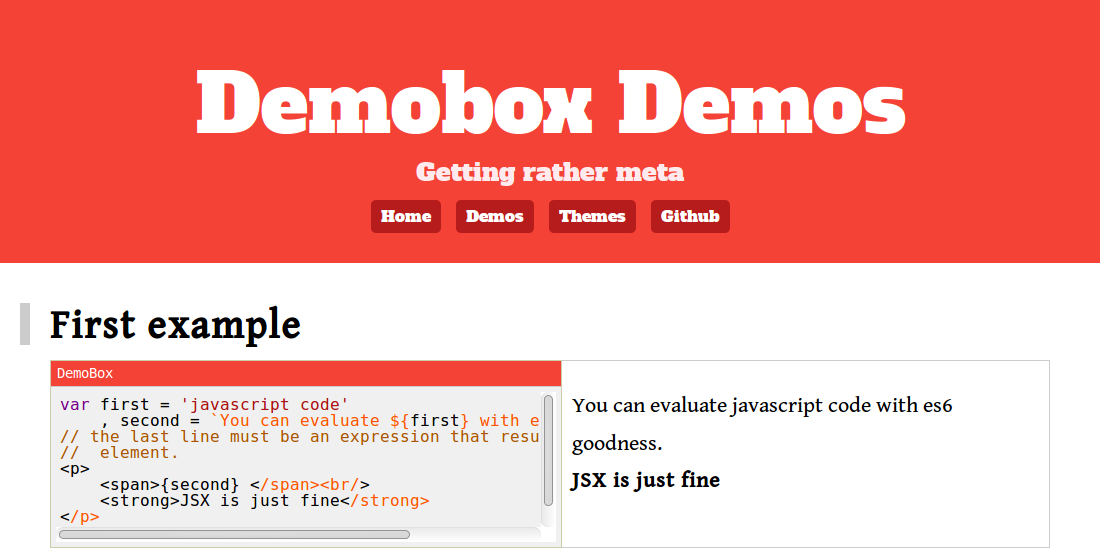 Demobox Demos
Getting rather meta
Home Demos Themes Github
First example
DemoBox
var first = 'javascript code'
    , second = `You can evaluate ${first} with e
// the last line must be an expression that resu
//  element.
<p>
    <span>{second} </span><br/>
    <strong>JSX is just fine</strong>
</p>
You can evaluate javascript code with es6
goodness.
JSX is just fine